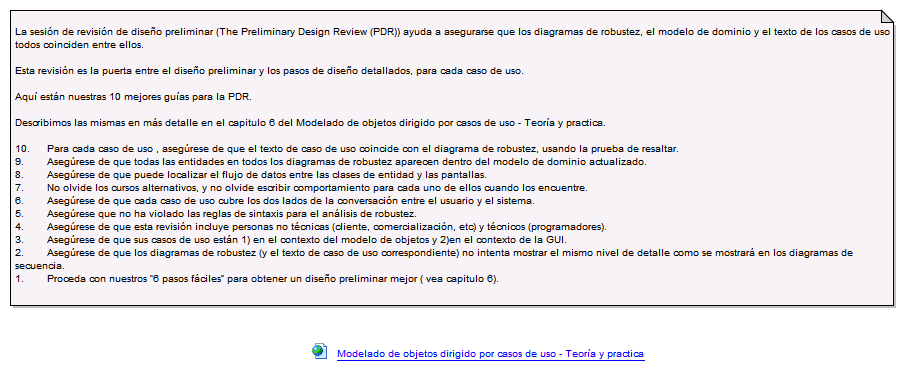 La sesión de revisión de diseño preliminar (The Preliminary Design Review (PDR)) ayuda a asegurarse que los diagramas de robustez, el modelo de dominio y el texto de los casos de uso
todos coinciden entre ellos.
Esta revisión es la puerta entre el diseño preliminar y los pasos de diseño detallados, para cada caso de uso.
Aquí están nuestras 10 mejores guías para la PDR.
Describimos las mismas en más detalle en el capitulo 6 del Modelado de objetos dirigido por casos de uso - Teoría y practica.
10. Para cada caso de uso , asegúrese de que el texto de caso de uso coincide con el diagrama de robustez, usando la prueba de resaltar.
9. Asegúrese de que todas las entidades en todos los diagramas de robustez aparecen dentro del modelo de dominio actualizado.
8. Asegúrese de que puede localizar el flujo de datos entre las clases de entidad y las pantallas.
7. No olvide los cursos alternativos, y no olvide escribir comportamiento para cada uno de ellos cuando los encuentre.
6. Asegúrese de que cada caso de uso cubre los dos lados de la conversación entre el usuario y el sistema.
5. Asegúrese que no ha violado las reglas de sintaxis para el análisis de robustez.
4. Asegúrese de que esta revisión incluye personas no técnicas (cliente, comercialización, etc) y técnicos (programadores).
3. Asegúrese de que sus casos de uso están 1) en el contexto del modelo de objetos y 2)en el contexto de la GUI.
2. Asegúrese de que los diagramas de robustez (y el texto de caso de uso correspondiente) no intenta mostrar el mismo nivel de detalle como se mostrará en los diagramas de
secuencia.
1. Proceda con nuestros "6 pasos fáciles" para obtener un diseño preliminar mejor ( vea capitulo 6).
Modelado de objetos dirigido por casos de uso - Teoría y practica